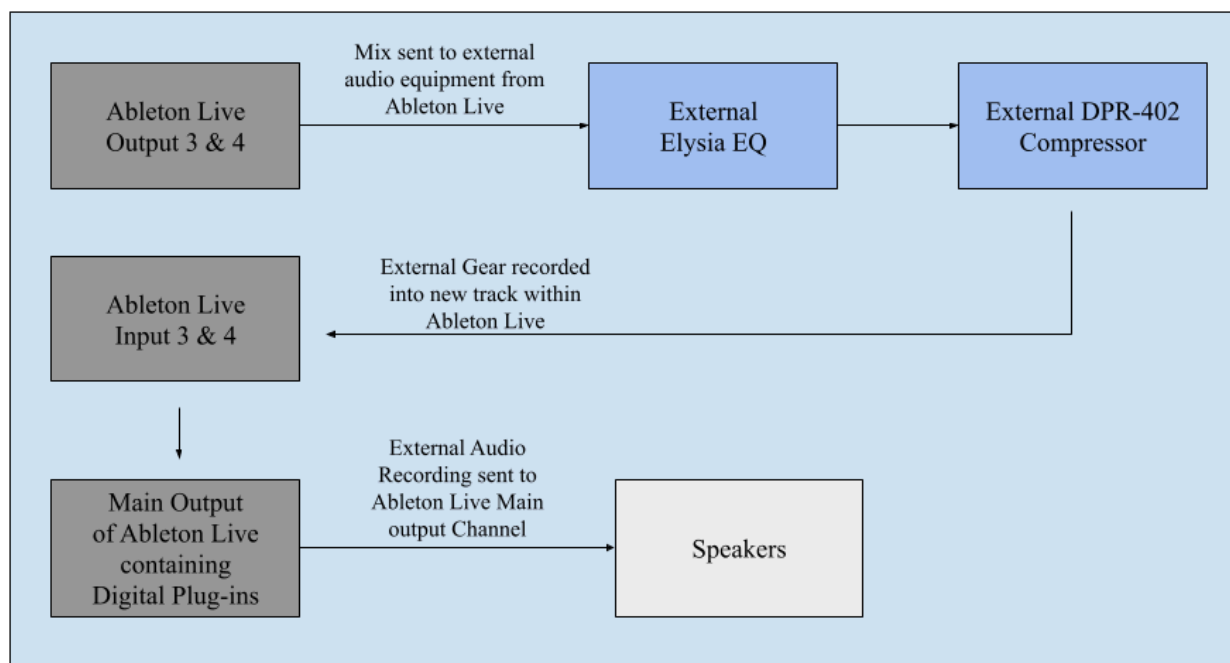 Ableton Live
Output 3 & 4
Mix sent to external
audio equipment from
Ableton Live
External
Elysia EQ
External DPR-402
Compressor
Ableton Live
Input 3 & 4
External Gear recorded
into new track within
Ableton Live
Main Output
of Ableton Live
containing
Digital Plug-ins
External Audio
Recording sent to
Ableton Live Main
output Channel
Speakers